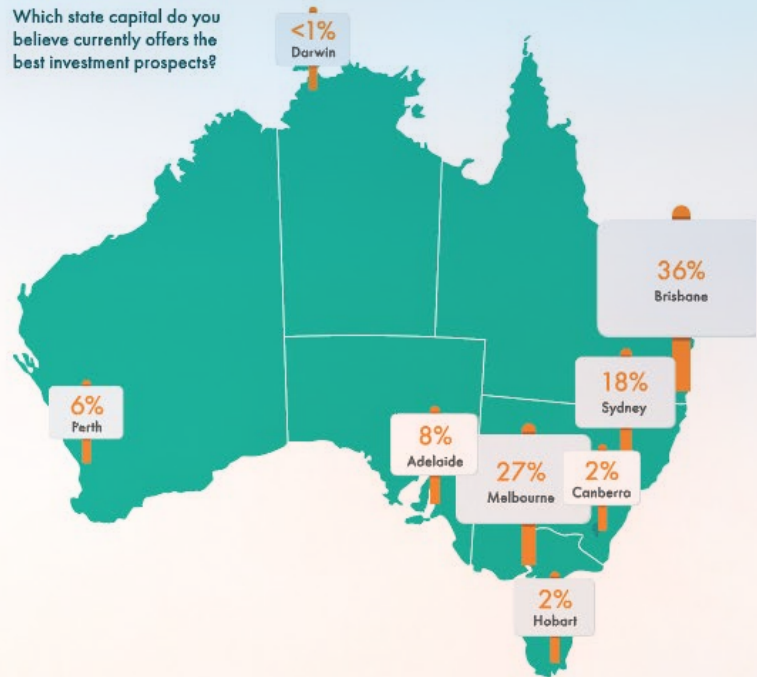 Which state capital do you
believe currently offers the
best investment prospects?
<1%
Darwin
36%
Brisbane
18%
Sydney
6%
Perth
8%
Adelaide
27%
Melbourne
2%
Canberra
2%
Hobart